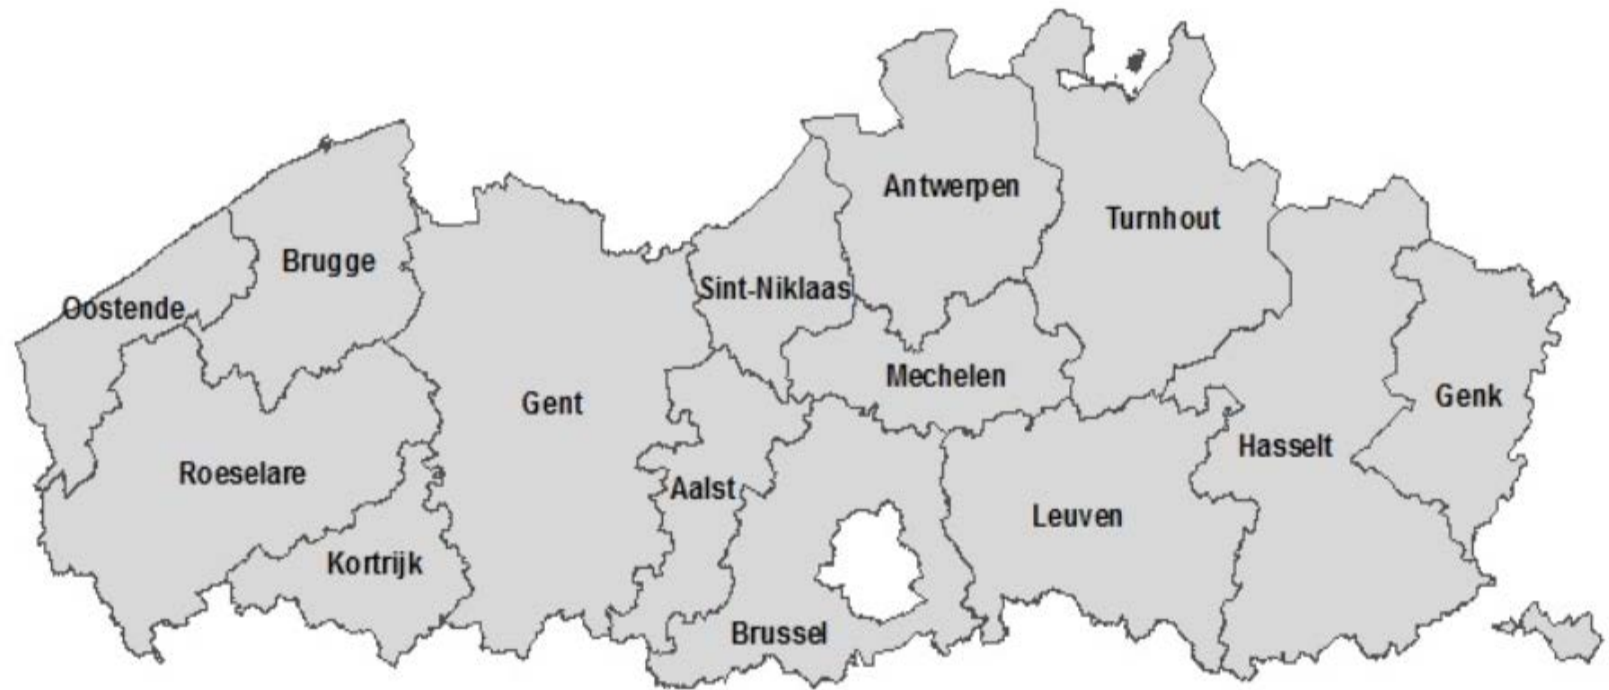 Antwerpen
Turnhout
Brugge
Sint-Niklaas
Oostende
Mechelen
Genk
Gent
Hasselt
Roeselare
Aalst
Leuven
Kortrijk
Brussel